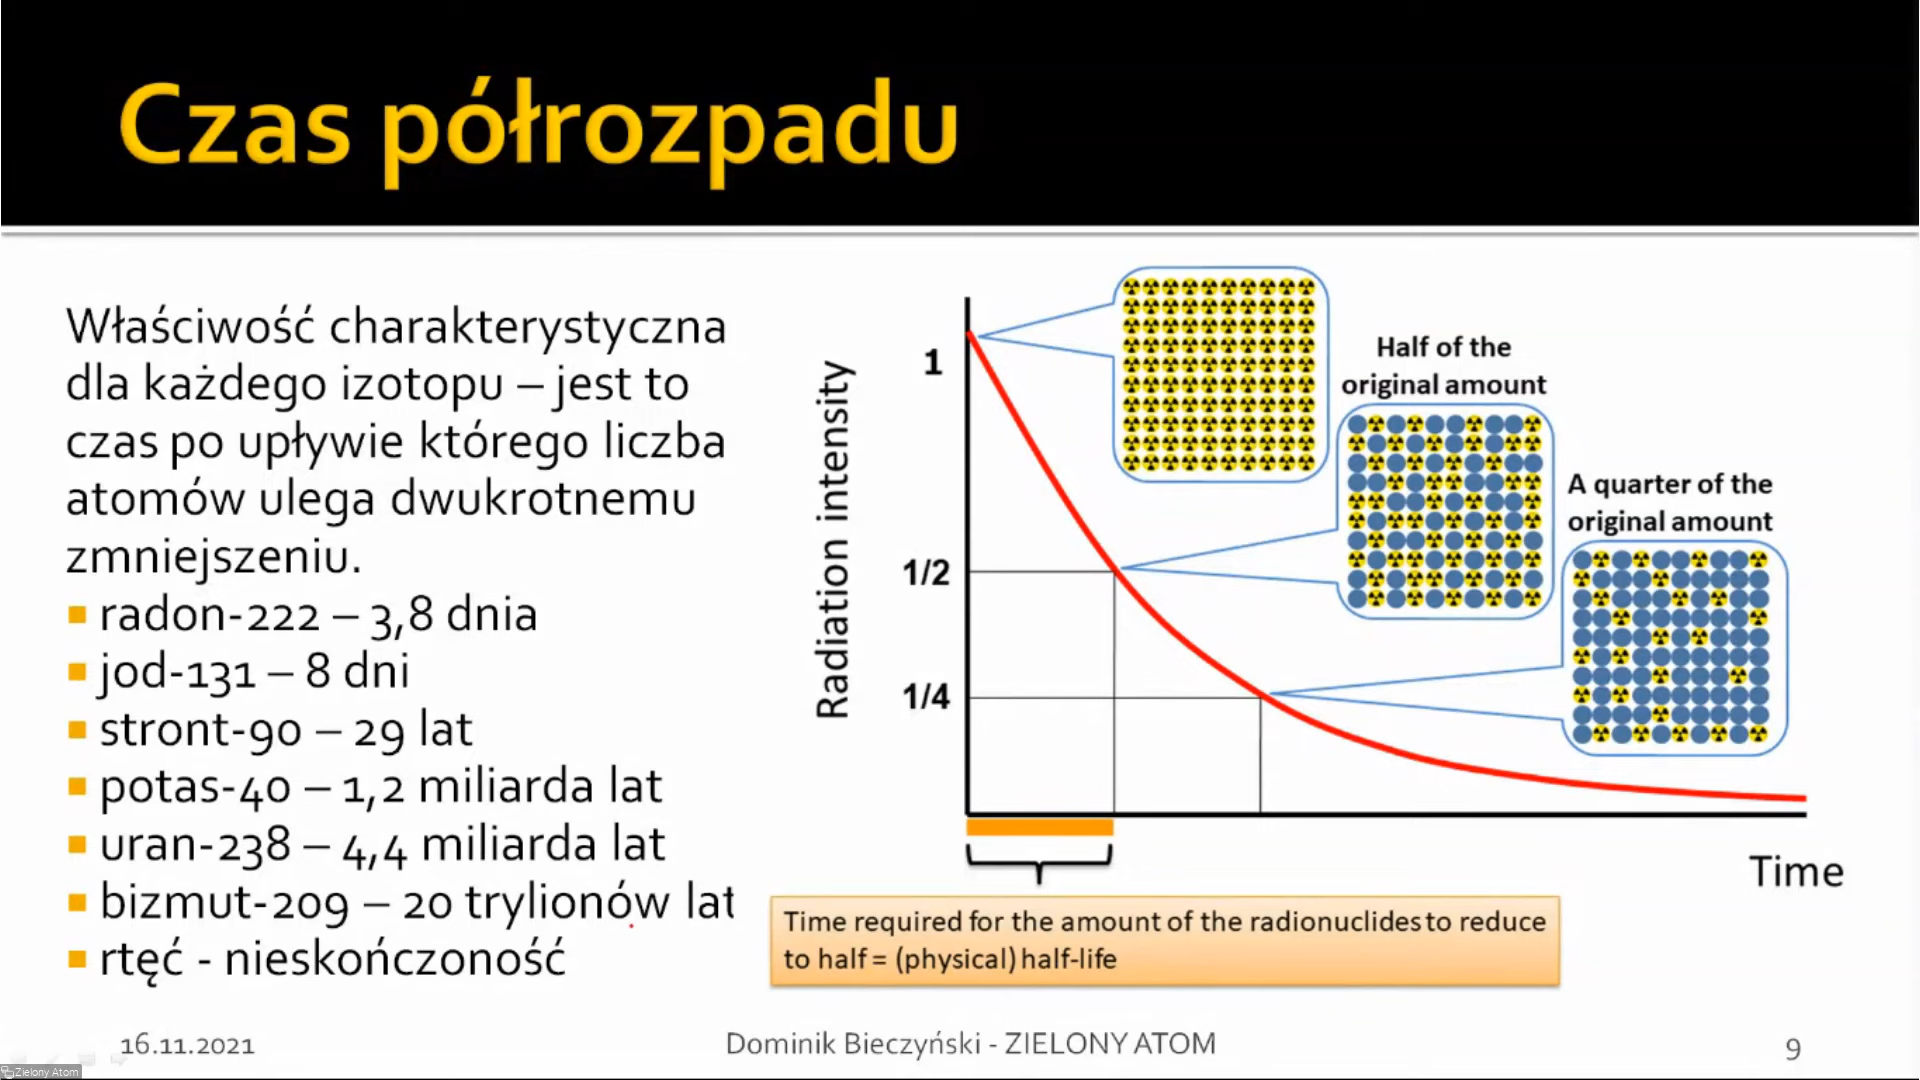 Czas półrozpadu
Właściwość charakterystyczna
dla każdego izotopu – jest to
czas po upływie którego liczba
atomów ulega dwukrotnemu
zmniejszeniu.
radon-222 – 3,8 dnia
jod-131 – 8 dni
stront-90 – 29 lat
potas-40 – 1,2 miliarda lat
uran-238 – 4,4 miliarda lat
bizmut-209 – 20 trylionów lat
rtęć - nieskończoność
Radiation intensity
1
1/2
1/4
Half of the
original amount
A quarter of the
original amount
Time
Time required for the amount of the radionuclides to reduce
to half = (physical) half-life
16.11.2021
Dominik Bieczyński - ZIELONY ATOM
9
Zielony Atom